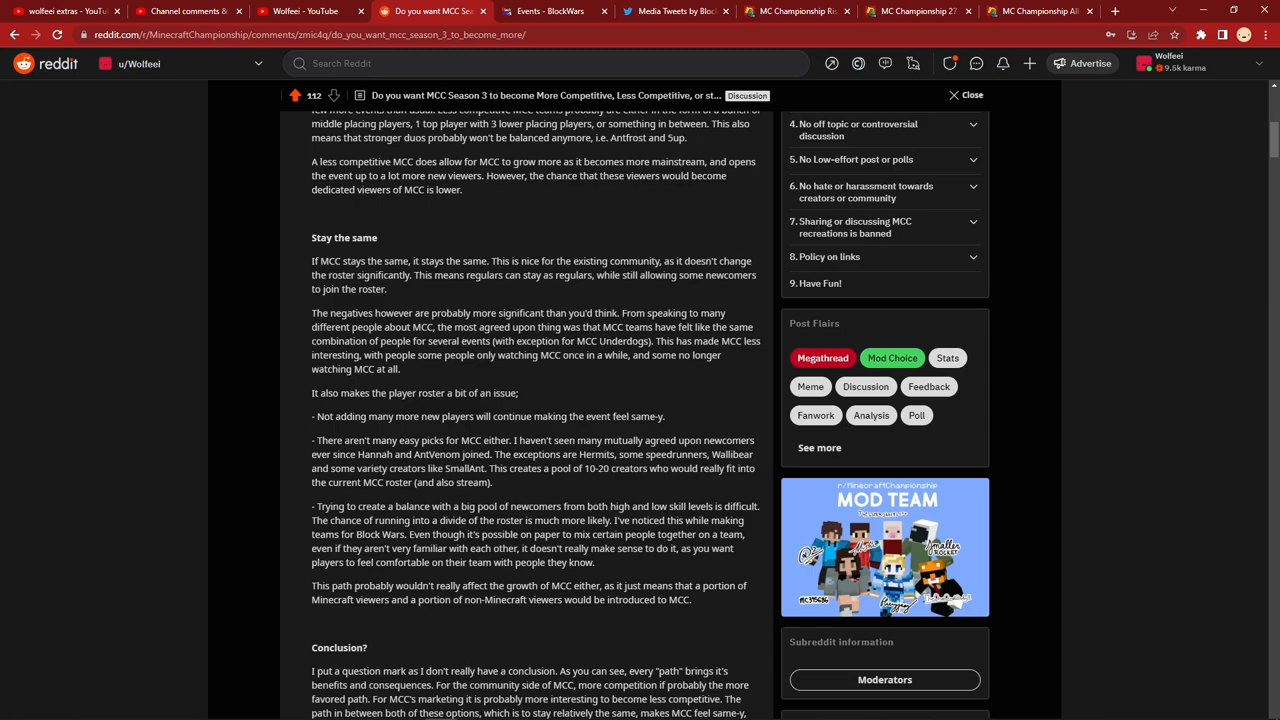 wolfeei extras - YouTu
Channel comments &
Wolfeei - YouTube
Do you want MCC Sea
Events - BlockWars
Media Tweets by Block
MC Championship Ris
MC Championship 27
MC Championship All
reddit.com/r/MinecraftChampionship/comments/zmic4q/do_you_want_mcc_season_3_to_become_more/
reddit
u/Wolfeei
Search Reddit
Advertise
Wolfeei
9.5k karma
112
Do you want MCC Season 3 to become More Competitive, Less Competitive, or st...
Discussion
Close
few more events than usual. Less competitive MCC teams probably are either in the form of a bunch of
middle placing players, 1 top player with 3 lower placing players, or something in between. This also
means that stronger duos probably won't be balanced anymore, i.e. Antfrost and 5up.
A less competitive MCC does allow for MCC to grow more as it becomes more mainstream, and opens
the event up to a lot more new viewers. However, the chance that these viewers would become
dedicated viewers of MCC is lower.
Stay the same
If MCC stays the same, it stays the same. This is nice for the existing community, as it doesn't change
the roster significantly. This means regulars can stay as regulars, while still allowing some newcomers
to join the roster.
The negatives however are probably more significant than you'd think. From speaking to many
different people about MCC, the most agreed upon thing was that MCC teams have felt like the same
combination of people for several events (with exception for MCC Underdogs). This has made MCC less
interesting, with people some people only watching MCC once in a while, and some no longer
watching MCC at all.
It also makes the player roster a bit of an issue;
- Not adding many more new players will continue making the event feel same-y.
- There aren't many easy picks for MCC either. I haven't seen many mutually agreed upon newcomers
ever since Hannah and AntVenom joined. The exceptions are Hermits, some speedrunners, Wallibear
and some variety creators like SmallAnt. This creates a pool of 10-20 creators who would really fit into
the current MCC roster (and also stream).
- Trying to create a balance with a big pool of newcomers from both high and low skill levels is difficult.
The chance of running into a divide of the roster is much more likely. I've noticed this while making
teams for Block Wars. Even though it's possible on paper to mix certain people together on a team,
even if they aren't very familiar with each other, it doesn't really make sense to do it, as you want
players to feel comfortable on their team with people they know.
This path probably wouldn't really affect the growth of MCC either, as it just means that a portion of
Minecraft viewers and a portion of non-Minecraft viewers would be introduced to MCC.
Conclusion?
I put a question mark as I don't really have a conclusion. As you can see, every "path" brings it's
benefits and consequences. For the community side of MCC, more competition if probably the more
favored path. For MCC's marketing it is probably more interesting to become less competitive. The
path in between both of these options, which is to stay relatively the same, makes MCC feel same-y,
4. No off topic or controversial
discussion
5. No Low-effort post or polls
6. No hate or harassment towards
creators or community
7. Sharing or discussing MCC
recreations is banned
8. Policy on links
9. Have Fun!
Post Flairs
Megathread
Mod Choice
Stats
Meme
Discussion
Feedback
Fanwork
Analysis
Poll
See more
r/MinecraftChampionship
MOD TEAM
Smaller
Rocket
Subreddit information
Moderators